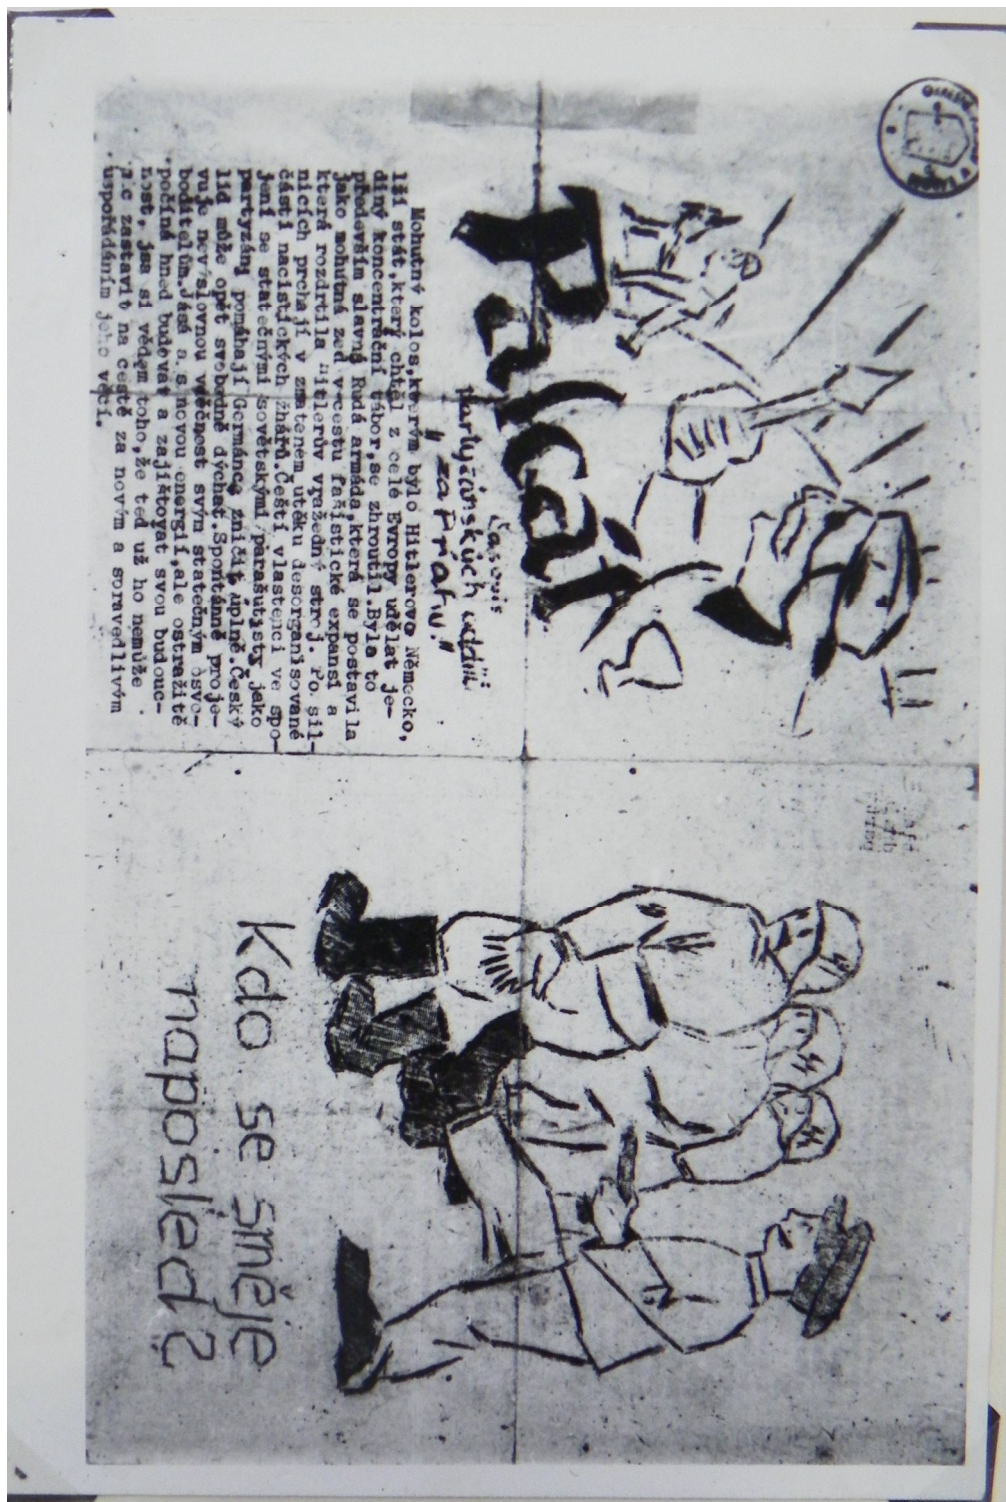 Palcát
Časopis
partyzánských oddílů
"za Prahu."
Mohutný kolos, kterým bylo Hitlerovo Německo,
lší stát, který chtěl z celé Evropy udělat je-
diný koncentrační tábor, se zhroutil. Byla to
především slavná Rudá armáda, která se postavila
jako mohutná zeď v cestu fašistické expansi a
která rozdrtila Hitlerův vražedný stroj. Po sil-
nicích prchají v zmateném útěku desorganisované
části nacistických žhářů. Čeští vlastenci ve spo-
jení se statečnými sovětskými parašutisty jako
partyzáni pomáhají Germánce zničit úplně. Český
lid může opět svobodně dýchat. Spontánně proje-
vuje nevýslovnou vděčnost svým statečným osvo-
boditelům. Jásá a s novou energií, ale ostražitě
počíná hned budovat a zajišťovat svou budouc-
nost, jsa si vědom toho, že teď už ho nemůže
nic zastavit na cestě za novým a spravedlivým
uspořádáním jeho věcí.
Kdo se směje
naposled?